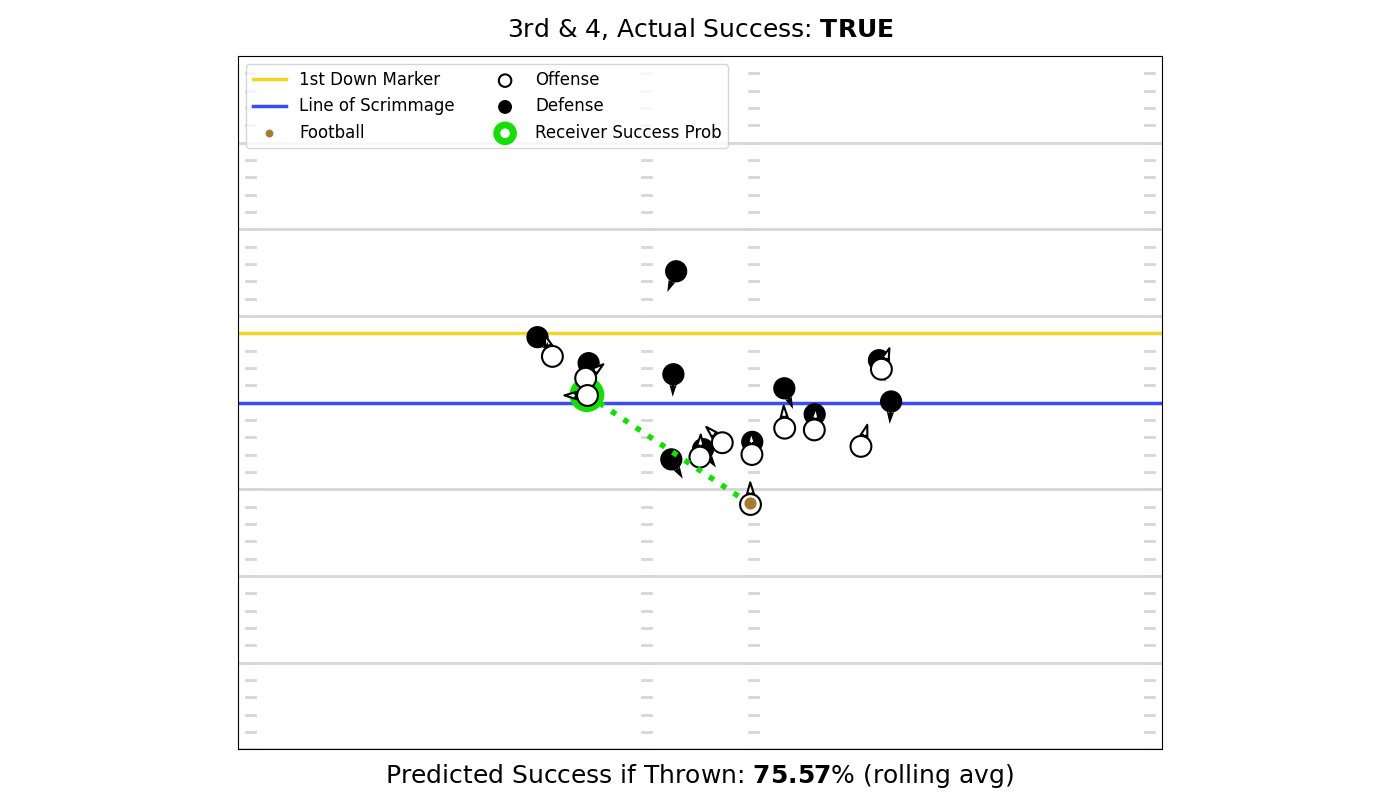 3rd & 4, Actual Success: TRUE
1st Down Marker
Line of Scrimmage
Football
Offense
Defense
Receiver Success Prob
Predicted Success if Thrown: 75.57% (rolling avg)